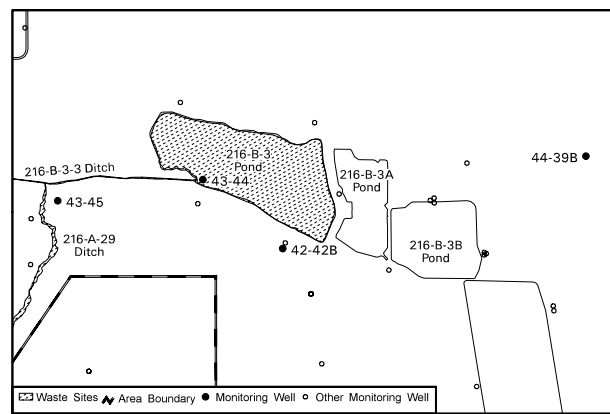 216-B-3
Pond
216-B-3A
Pond
44-39B
216-B-3-3 Ditch
43-44
43-45
216-A-29
Ditch
42-42B
216-B-3B
Pond
Waste Sites Area Boundary Monitoring Well Other Monitoring Well